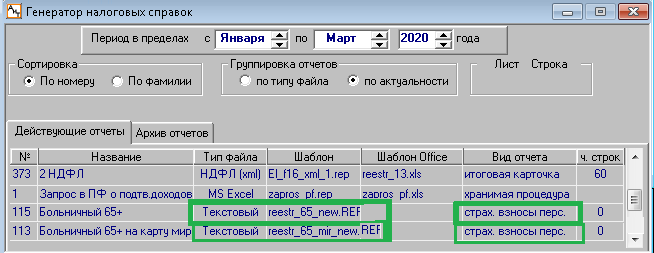 Генератор налоговых справок
Период в пределах с Января по Март 2020 года
Сортировка Группировка отчетов Лист Строка
По номеру По фамилии по типу файла по актуальности
Действующие отчеты Архив отчетов
№ Название Тип файла Шаблон Шаблон Office Вид отчета ч. строк
373 2 НДФЛ НДФЛ (xml) El_f16_xml_1.rep reestr_13.xls итоговая карточка 60
1 Запрос в ПФ о подтв.доходов MS Excel zapros_pf.rep zapros_pf.xls хранимая процедура
115 Больничный 65+ Текстовый reestr_65_new.REF страх. взносы перс. 0
113 Больничный 65+ на карту мир Текстовый reestr_65_mir_new.REF страх. взносы перс. 0